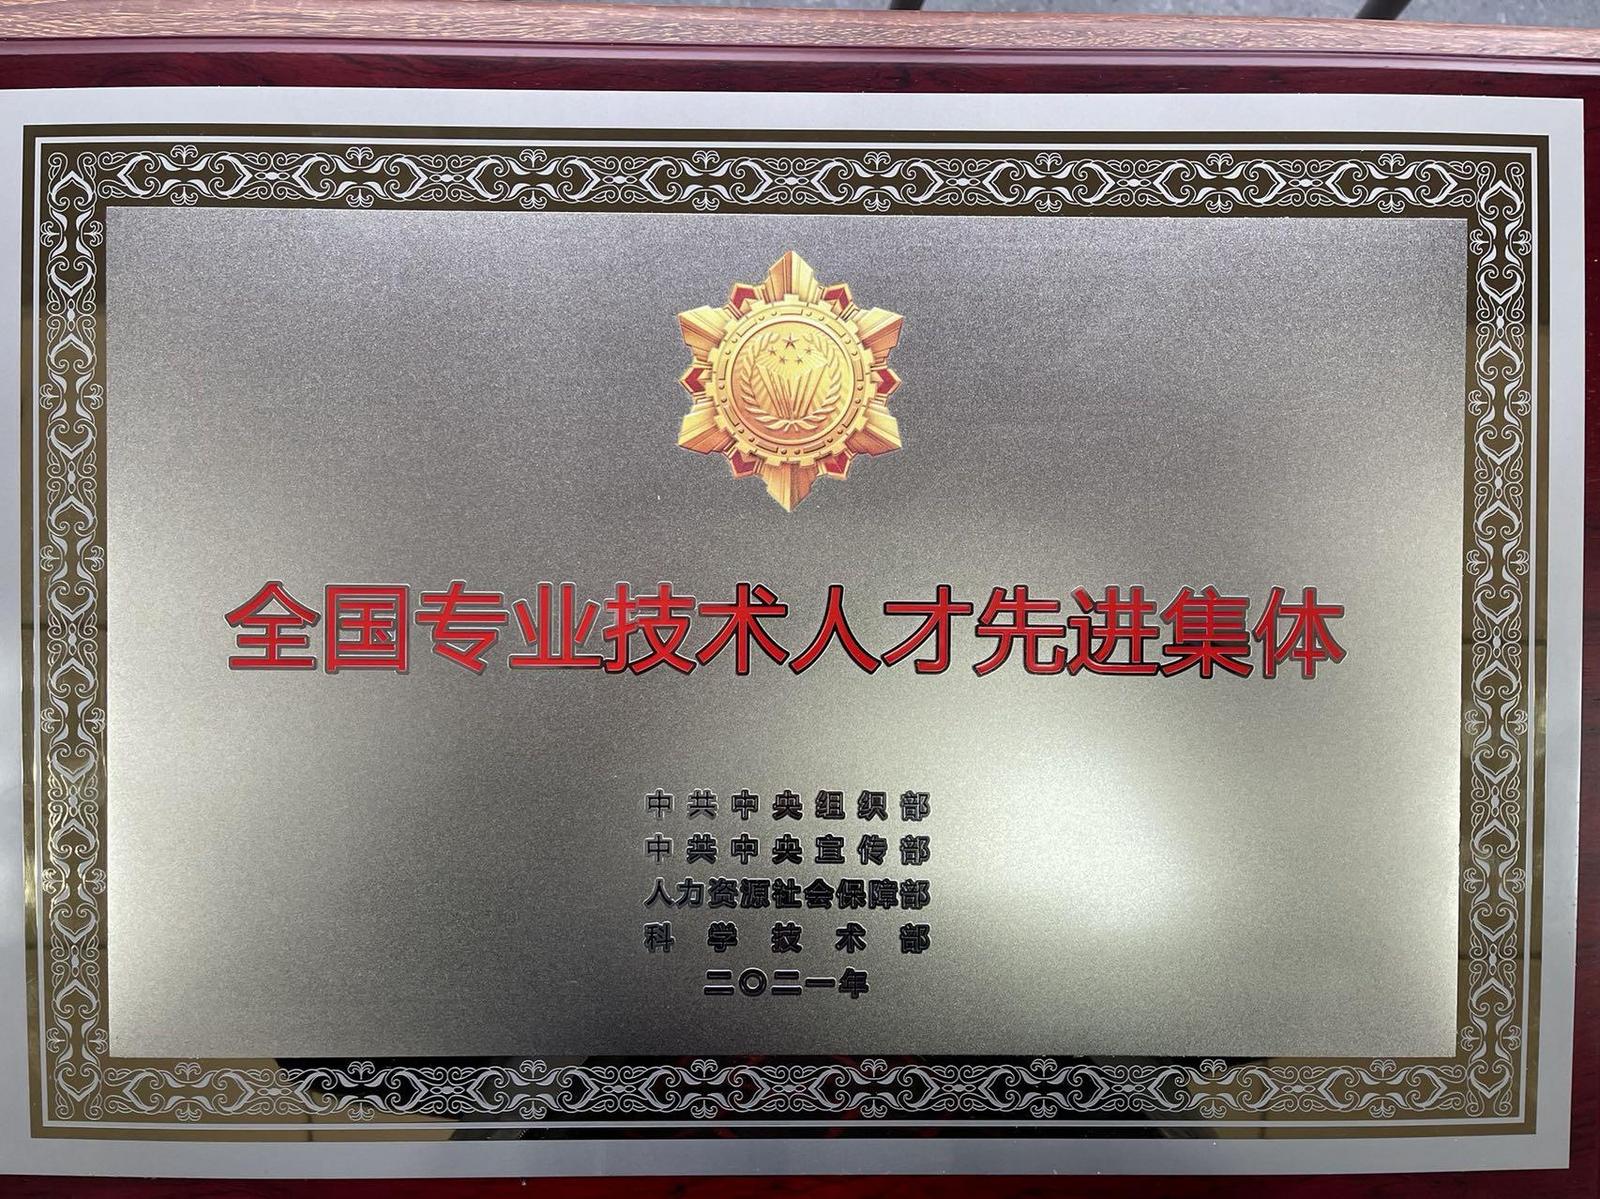 全国专业技术人才先进集体
中共中央组织部
中共中央宣传部
人力资源社会保障部
科学技术部
二〇二一年